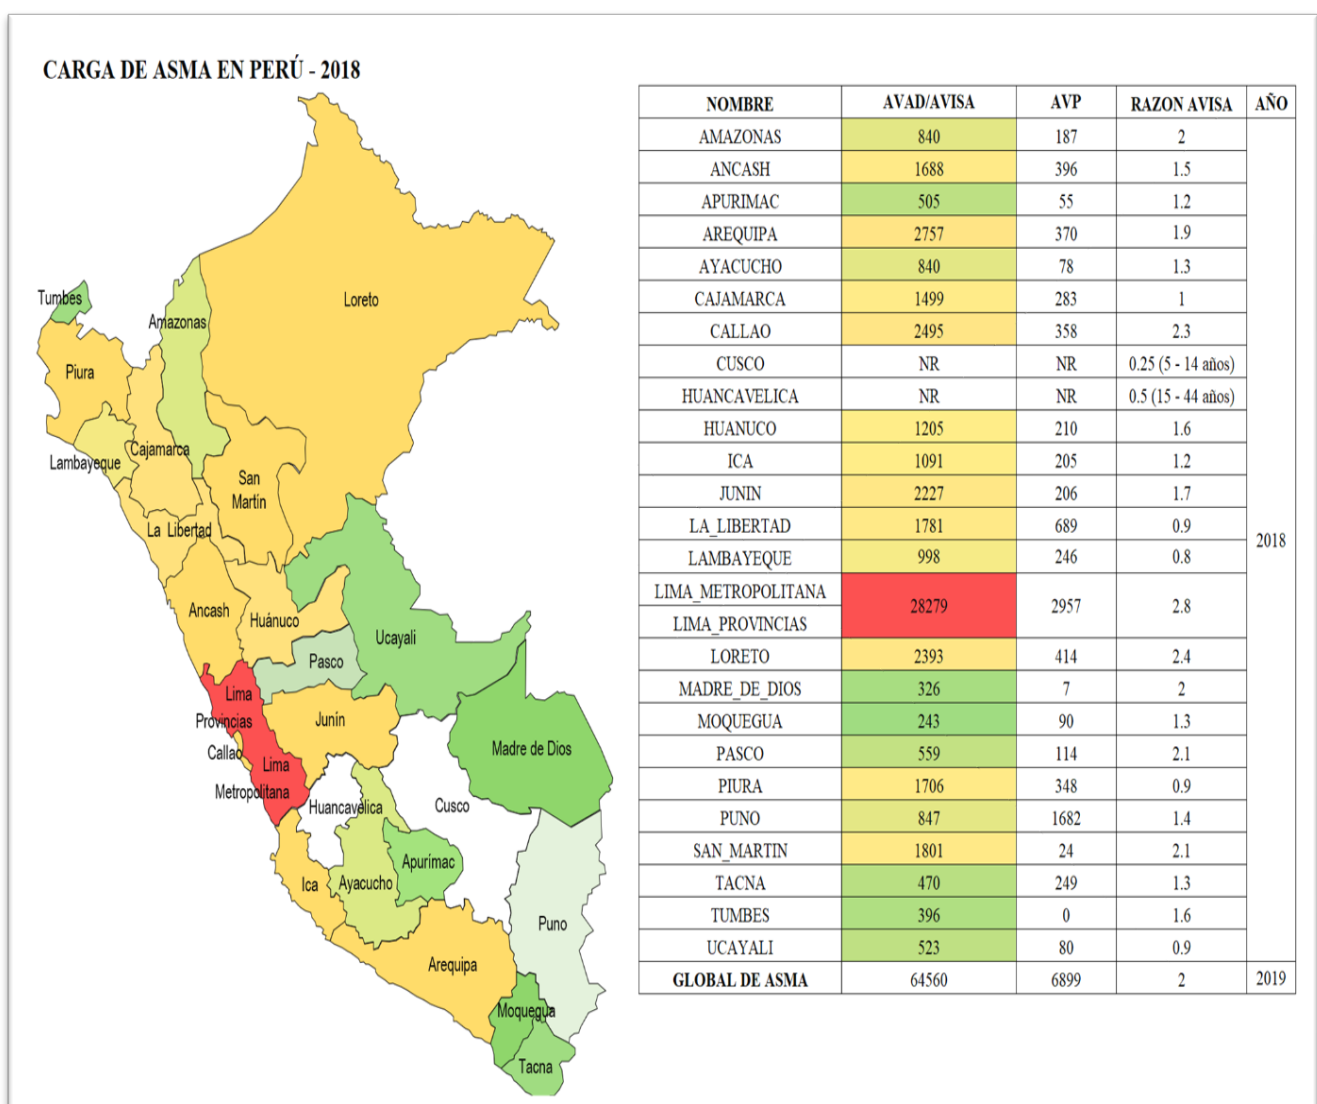 CARGA DE ASMA EN PERÚ - 2018
Tumbes
Piura
Lambayeque
Amazonas
Cajamarca
Loreto
San
Martín
La Libertad
Ancash
Huánuco
Ucayali
Pasco
Lima
Provincias
Callao
Lima
Metropolitana
Junín
Madre de Dios
Huancavelica
Cusco
Apurímac
Ica
Ayacucho
Puno
Arequipa
Moquegua
Tacna
NOMBRE AVAD/AVISA AVP RAZON AVISA AÑO
AMAZONAS 840 187 2
ANCASH 1688 396 1.5
APURIMAC 505 55 1.2
AREQUIPA 2757 370 1.9
AYACUCHO 840 78 1.3
CAJAMARCA 1499 283 1
CALLAO 2495 358 2.3
CUSCO NR NR 0.25 (5 - 14 años)
HUANCAVELICA NR NR 0.5 (15 - 44 años)
HUANUCO 1205 210 1.6
ICA 1091 205 1.2
JUNIN 2227 206 1.7
LA_LIBERTAD 1781 689 0.9
2018
LAMBAYEQUE 998 246 0.8
LIMA_METROPOLITANA
28279 2957 2.8
LIMA_PROVINCIAS
LORETO 2393 414 2.4
MADRE_DE_DIOS 326 7 2
MOQUEGUA 243 90 1.3
PASCO 559 114 2.1
PIURA 1706 348 0.9
PUNO 847 1682 1.4
SAN_MARTIN 1801 24 2.1
TACNA 470 249 1.3
TUMBES 396 0 1.6
UCAYALI 523 80 0.9
GLOBAL DE ASMA 64560 6899 2 2019